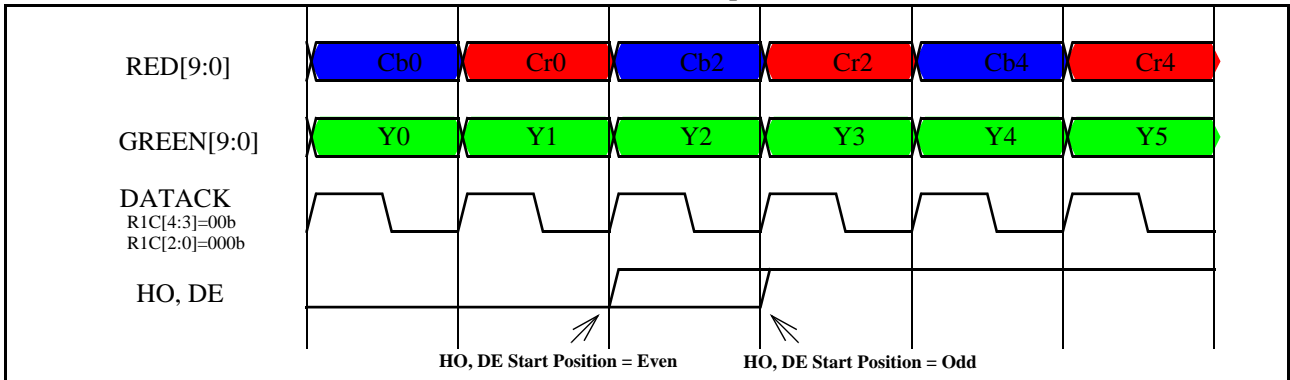 RED[9:0] Cb0 Cr0 Cb2 Cr2 Cb4 Cr4
GREEN[9:0] Y0 Y1 Y2 Y3 Y4 Y5
DATACK
R1C[4:3]=00b
R1C[2:0]=000b
HO, DE
HO, DE Start Position = Even HO, DE Start Position = Odd